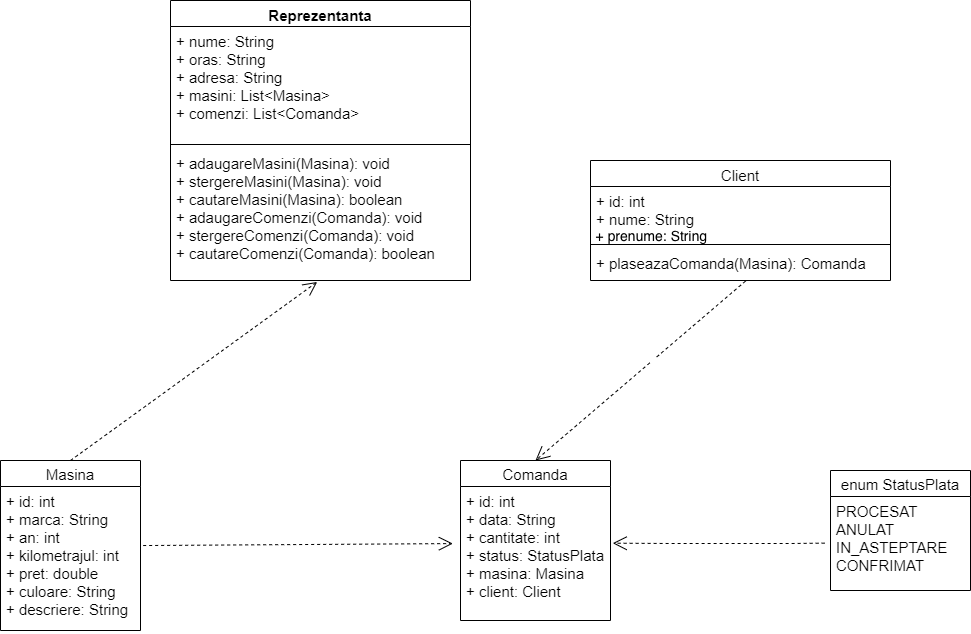 Reprezentanta
+ nume: String
+ oras: String
+ adresa: String
+ masini: List<Masina>
+ comenzi: List<Comanda>
+ adaugareMasini(Masina): void
+ stergereMasini(Masina): void
+ cautareMasini(Masina): boolean
+ adaugareComenzi(Comanda): void
+ stergereComenzi(Comanda): void
+ cautareComenzi(Comanda): boolean
Client
+ id: int
+ nume: String
+ prenume: String
+ plaseazaComanda(Masina): Comanda
Masina
+ id: int
+ marca: String
+ an: int
+ kilometrajul: int
+ pret: double
+ culoare: String
+ descriere: String
Comanda
+ id: int
+ data: String
+ cantitate: int
+ status: StatusPlata
+ masina: Masina
+ client: Client
enum StatusPlata
PROCESAT
ANULAT
IN_ASTEPTARE
CONFRIMAT